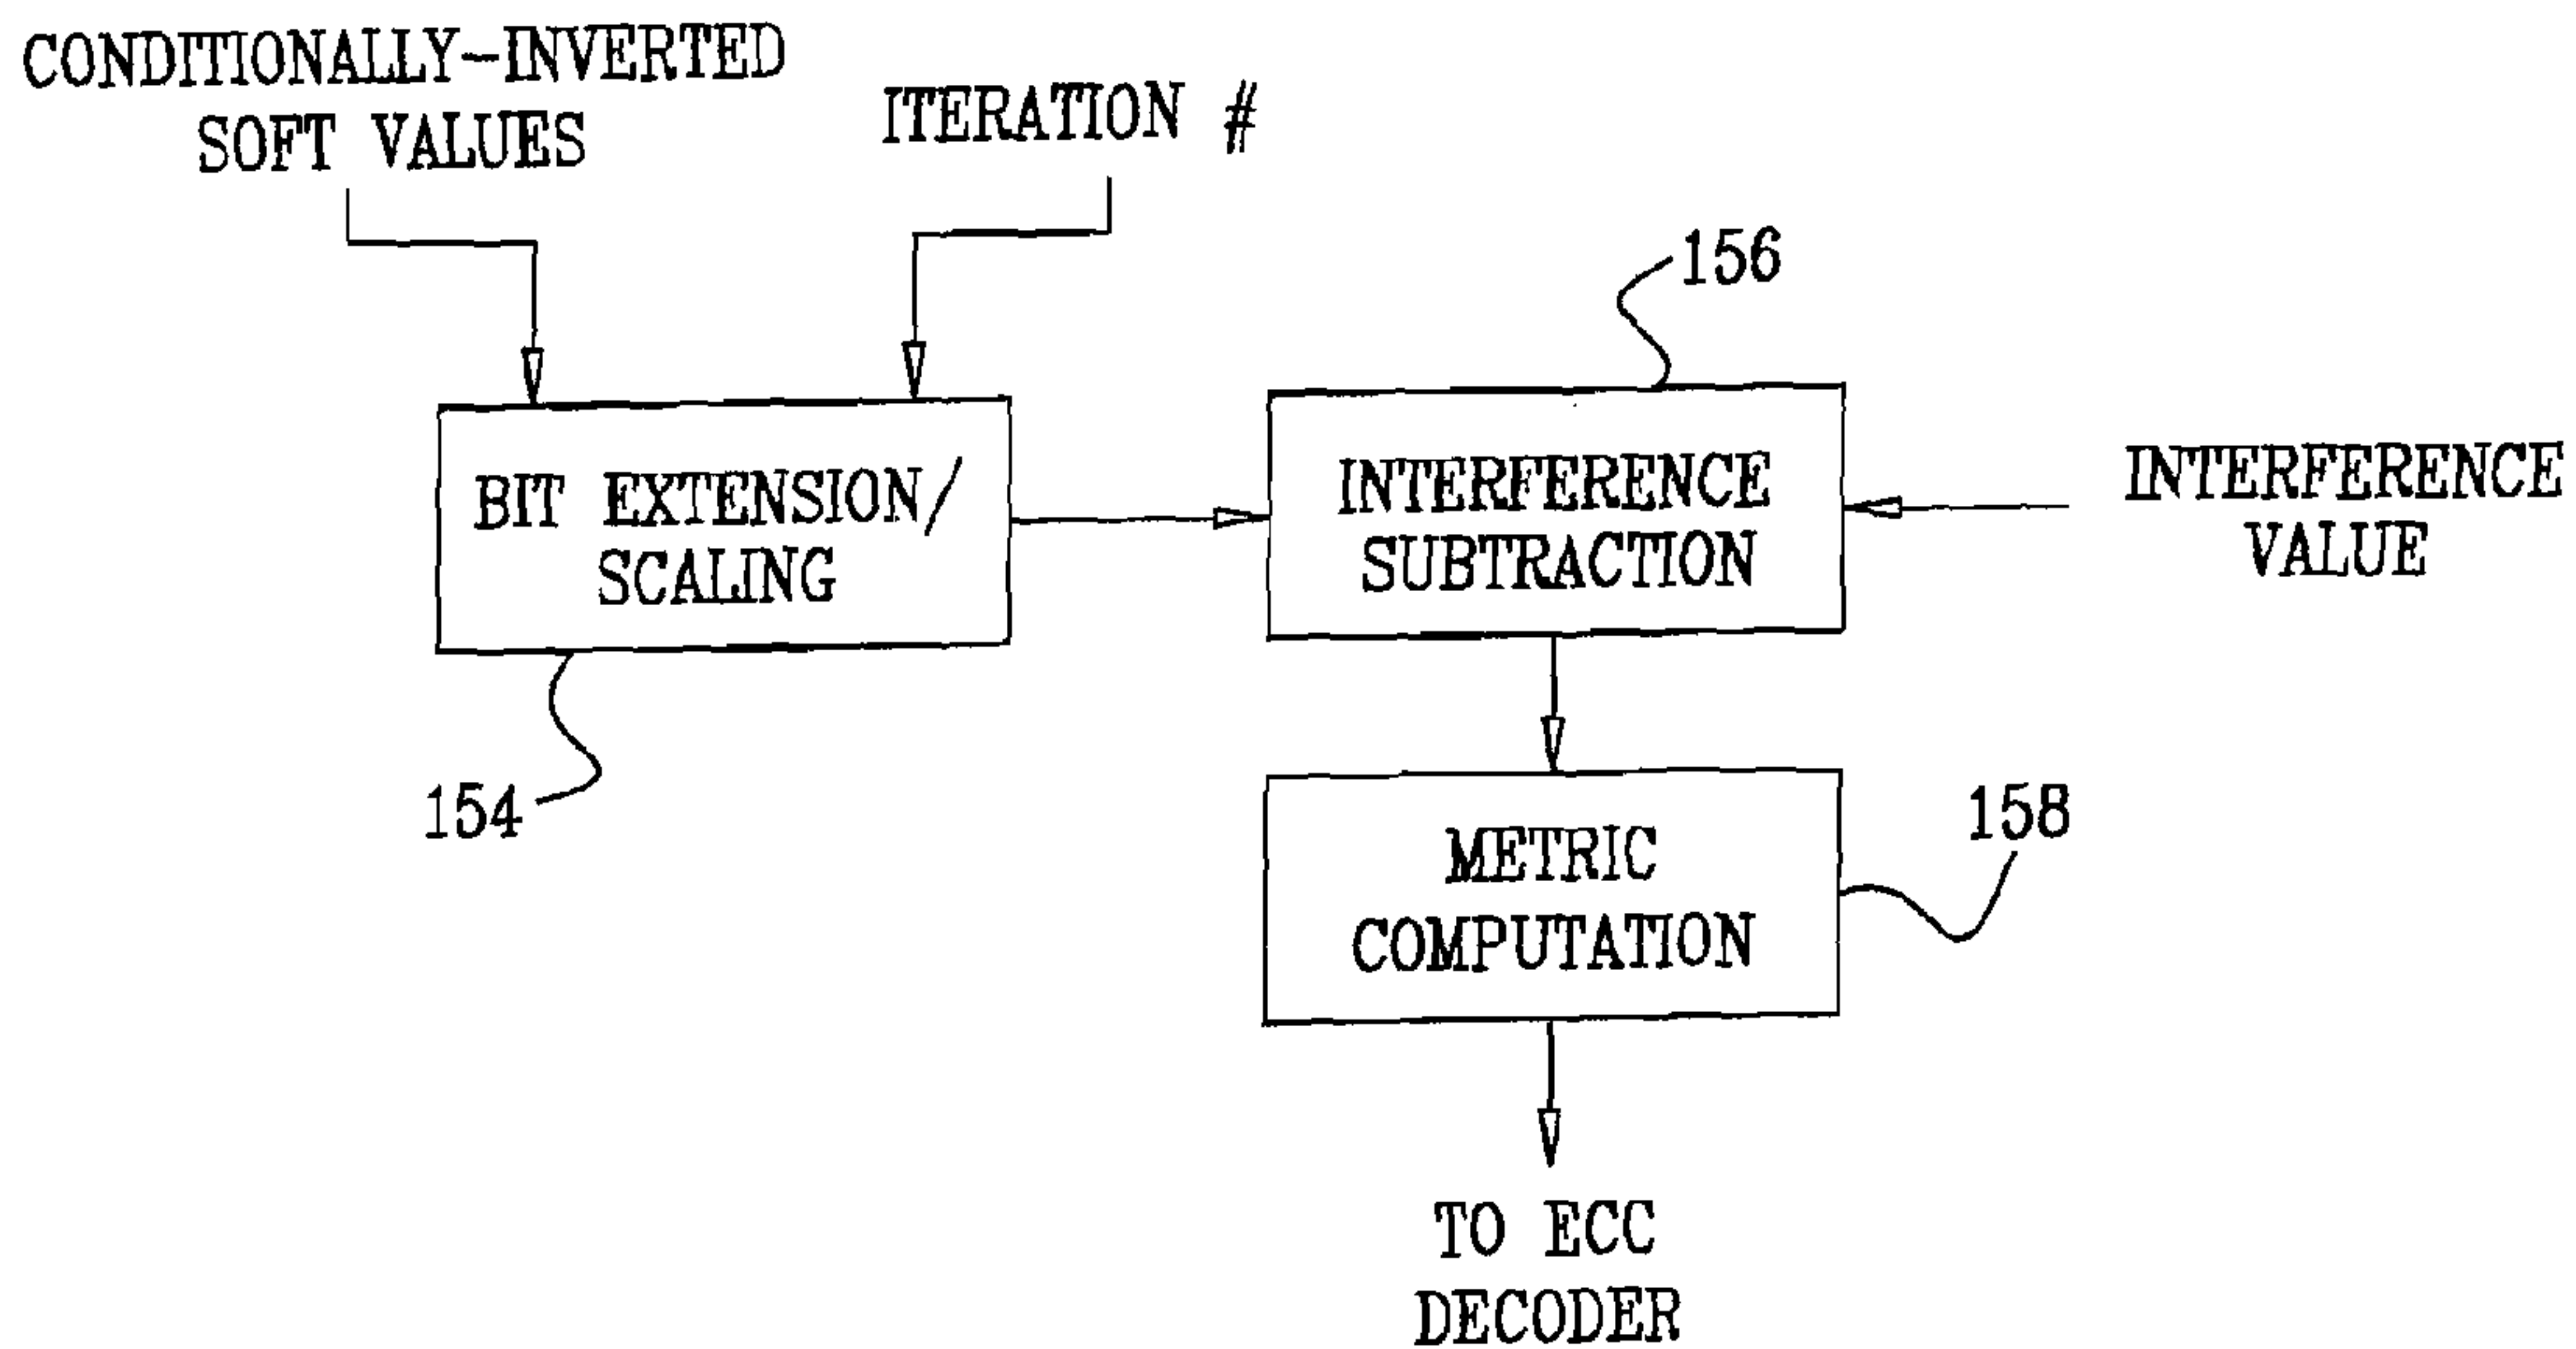 CONDITIONALLY-INVERTED
SOFT VALUES
ITERATION #
156
BIT EXTENSION/
SCALING
INTERFERENCE
SUBTRACTION
INTERFERENCE
VALUE
154
METRIC
COMPUTATION
158
TO ECC
DECODER